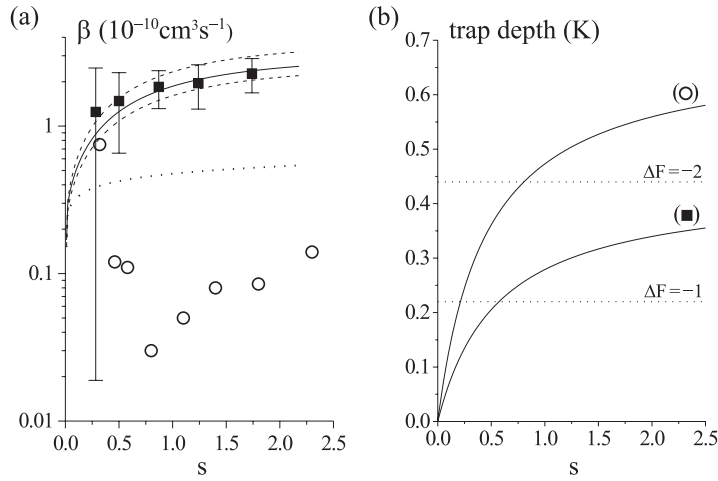 (a)
β (10⁻¹⁰cm³s⁻¹)
1
0.1
0.01
0.0 0.5 1.0 1.5 2.0 2.5
s
(b)
trap depth (K)
0.7
0.6
0.5
0.4
0.3
0.2
0.1
0.0
(○)
ΔF=−2
(■)
ΔF=−1
0.0 0.5 1.0 1.5 2.0 2.5
s